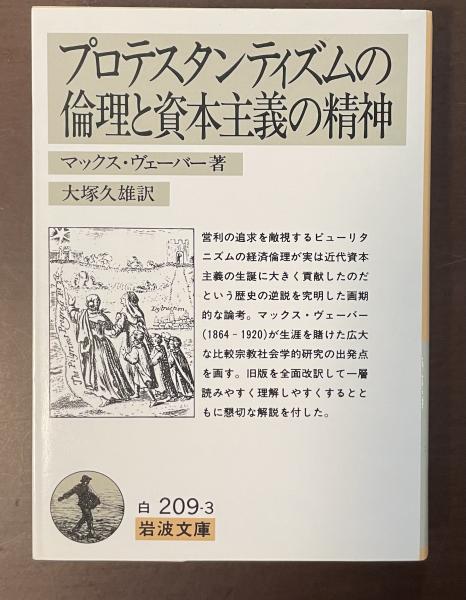 プロテスタンティズムの
倫理と資本主義の精神
マックス・ヴェーバー著
大塚久雄訳
営利の追求を敵視するピューリタ
ニズムの経済倫理が実は近代資本
主義の生誕に大きく貢献したのだ
という歴史の逆説を究明した画期
的な論考。マックス・ヴェーバー
(1864-1920)が生涯を賭けた広大
な比較宗教社会学的研究の出発点
を画す。旧版を全面改訳して一層
読みやすく理解しやすくするとと
もに懇切な解説を付した。
白 209-3
岩波文庫